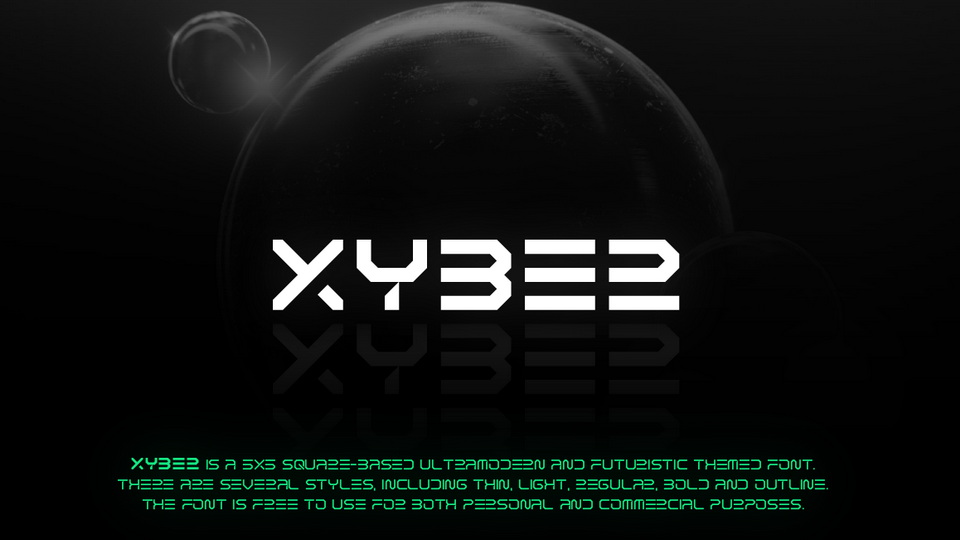 XYBER
XYBER IS A 5X5 SQUARE-BASED ULTRAMODERN AND FUTURISTIC THEMED FONT.
THERE ARE SEVERAL STYLES, INCLUDING THIN, LIGHT, REGULAR, BOLD AND OUTLINE.
THE FONT IS FREE TO USE FOR BOTH PERSONAL AND COMMERCIAL PURPOSES.